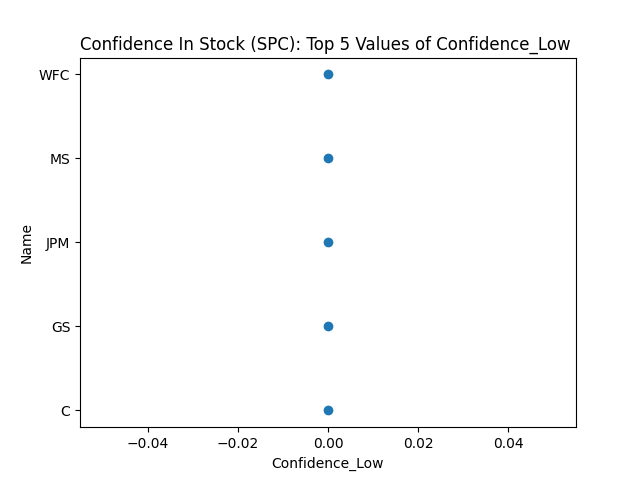 Confidence In Stock (SPC): Top 5 Values of Confidence_Low
WFC
MS
JPM
GS
C
Name
−0.04 −0.02 0.00 0.02 0.04
Confidence_Low